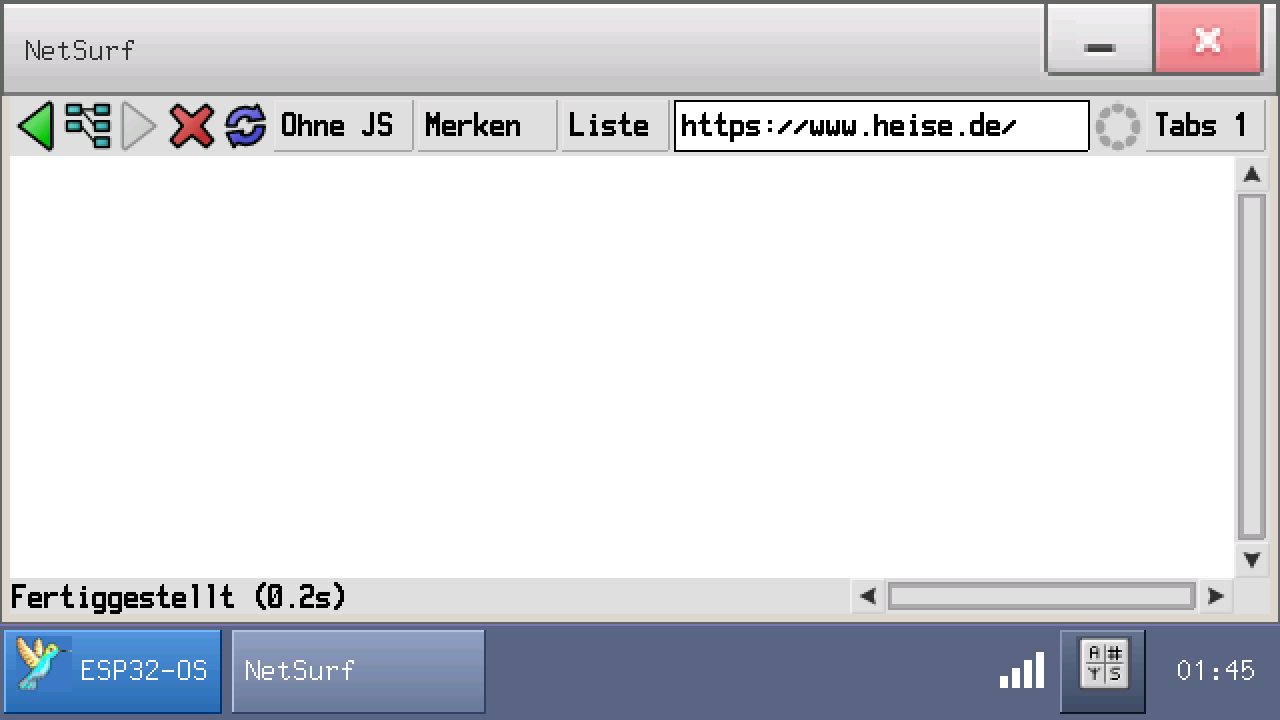 NetSurf
Ohne JS Merken Liste https://www.heise.de/ Tabs 1
Fertiggestellt (0.2s)
ESP32-OS NetSurf A # Y S 01:45